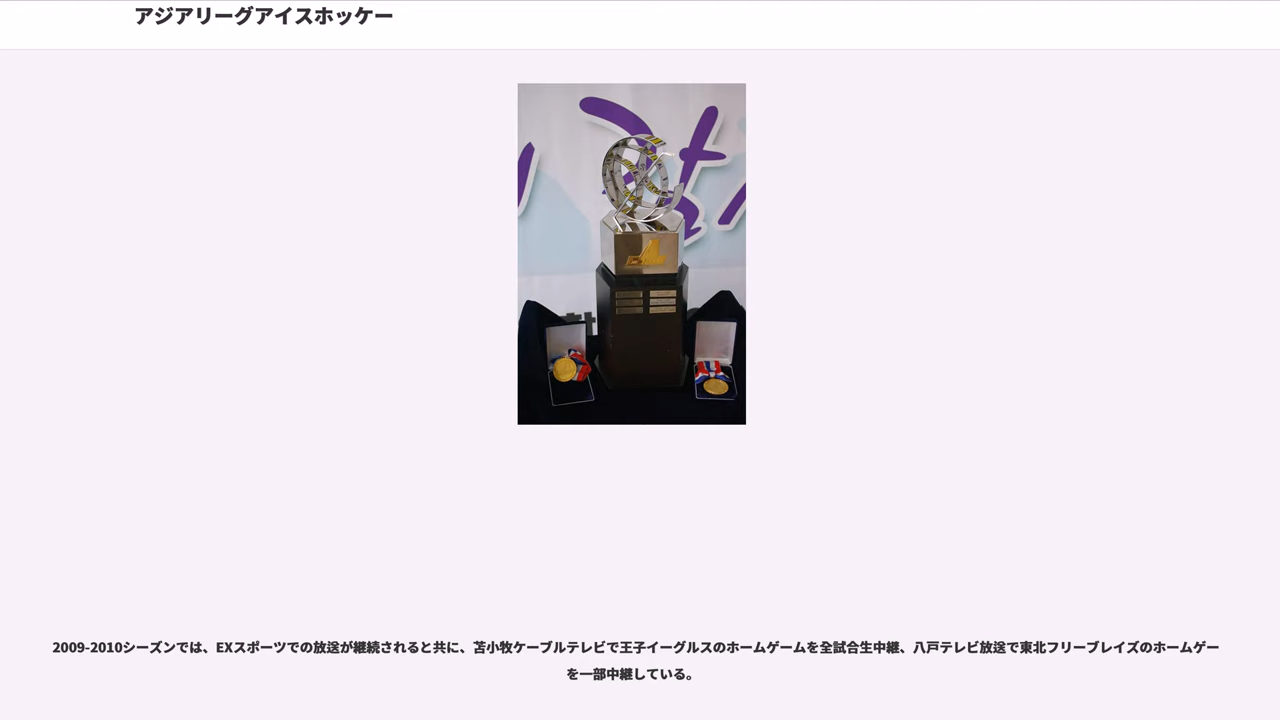 アジアリーグアイスホッケー
2009-2010シーズンでは、EXスポーツでの放送が継続されると共に、苫小牧ケーブルテレビで王子イーグルスのホームゲームを全試合生中継、八戸テレビ放送で東北フリーブレイズのホームゲー
を一部中継している。